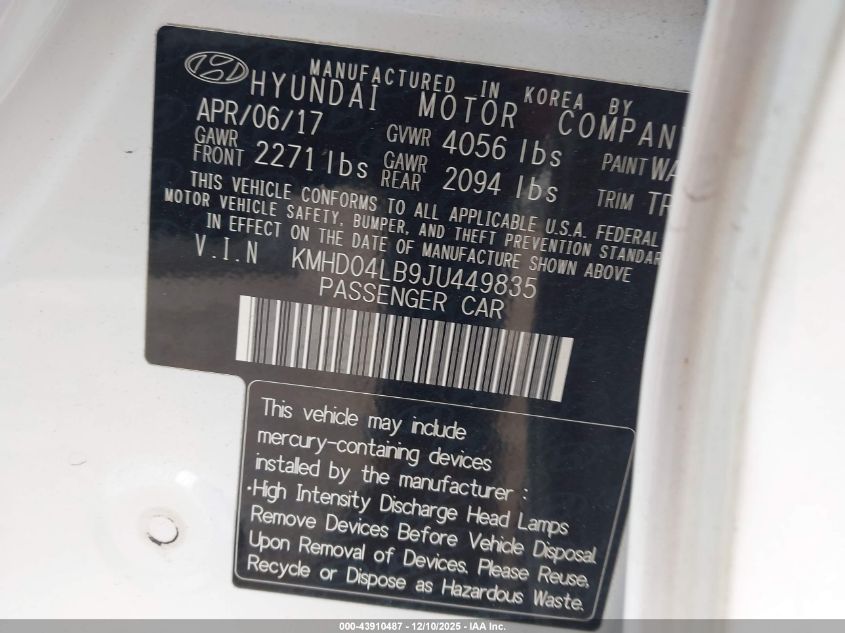 MANUFACTURED IN KOREA BY
HYUNDAI MOTOR COMPAN
APR/06/17 GVWR 4056 lbs PAINT WA
GAWR FRONT 2271 lbs GAWR REAR 2094 lbs TRIM TR
THIS VEHICLE CONFORMS TO ALL APPLICABLE U.S.A. FEDERAL
MOTOR VEHICLE SAFETY, BUMPER, AND THEFT PREVENTION STANDAR
IN EFFECT ON THE DATE OF MANUFACTURE SHOWN ABOVE
V.I.N KMHD04LB9JU449835
PASSENGER CAR
This vehicle may include
mercury-containing devices
installed by the manufacturer :
·High Intensity Discharge Head Lamps
Remove Devices Before Vehicle Disposal.
Upon Removal of Devices, Please Reuse,
Recycle or Dispose as Hazardous Waste.
000-43910487 - 12/10/2025 - IAA Inc.